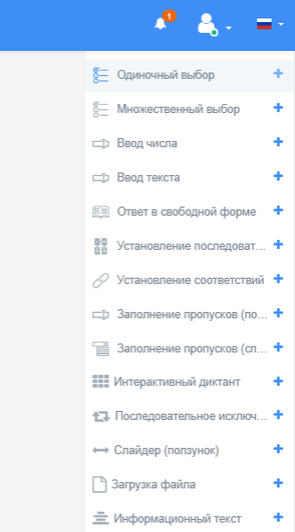 1
Одиночный выбор
Множественный выбор
Ввод числа
Ввод текста
Ответ в свободной форме
Установление последоват...
Установление соответствий
Заполнение пропусков (по...
Заполнение пропусков (сп...
Интерактивный диктант
Последовательное исключ...
Слайдер (ползунок)
Загрузка файла
Информационный текст